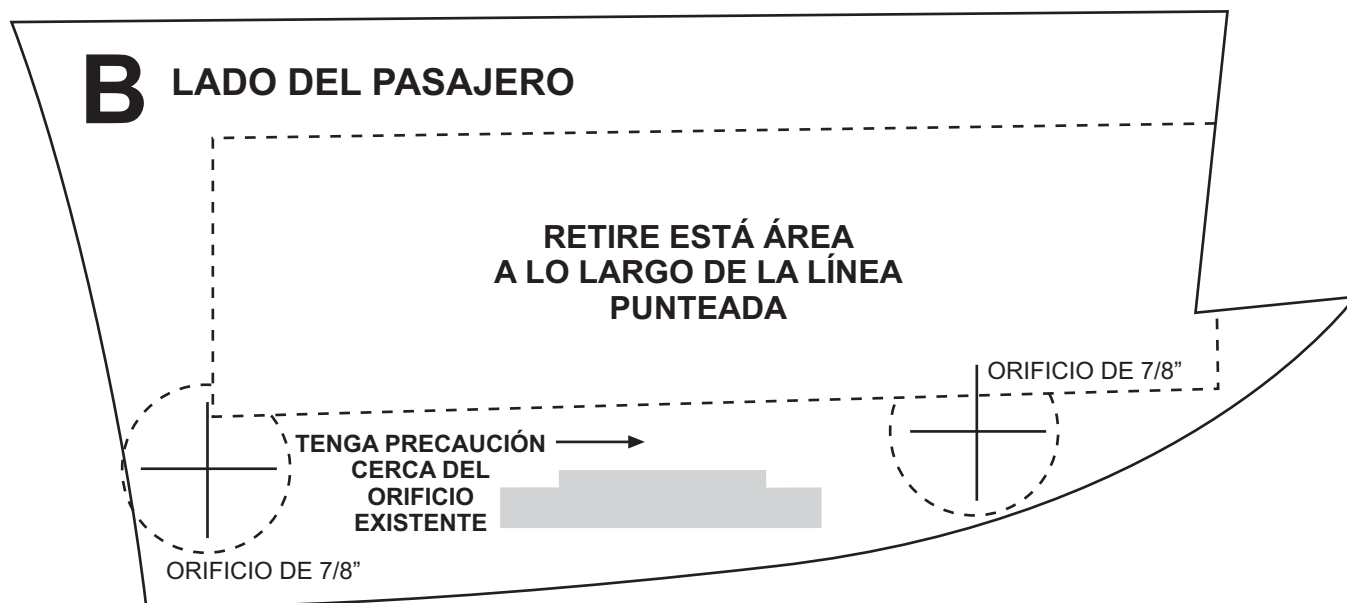 B LADO DEL PASAJERO
RETIRE ESTÁ ÁREA
A LO LARGO DE LA LÍNEA
PUNTEADA
ORIFICIO DE 7/8”
TENGA PRECAUCIÓN
CERCA DEL
ORIFICIO
EXISTENTE
ORIFICIO DE 7/8”